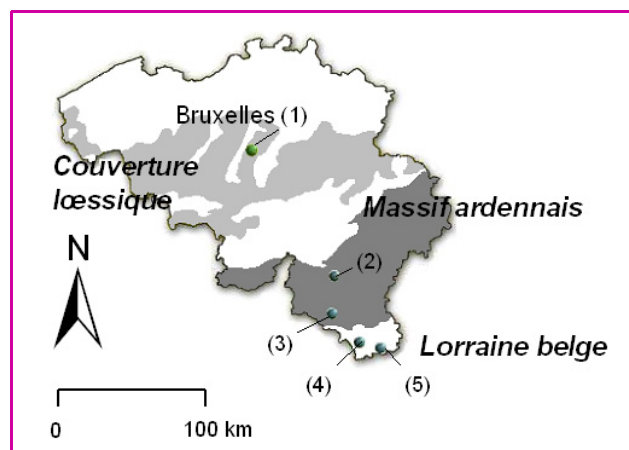 Bruxelles (1)
Couverture
lœssique
Massif ardennais
N
(2)
(3)
Lorraine belge
(4)
(5)
0
100 km